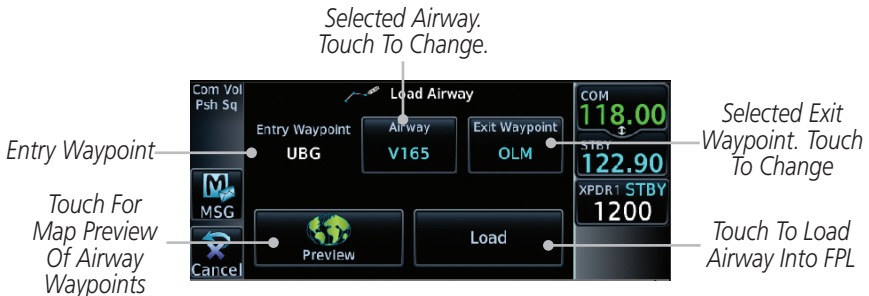 Selected Airway.
Touch To Change.
Com Vol
Psh Sq
Load Airway
COM
118.00
Entry Waypoint
Airway
Exit Waypoint
UBG
V165
OLM
STBY
122.90
Entry Waypoint
Selected Exit
Waypoint. Touch
To Change
MSG
XPDR1 STBY
1200
Touch For
Map Preview
Of Airway
Waypoints
Preview
Load
Cancel
Touch To Load
Airway Into FPL